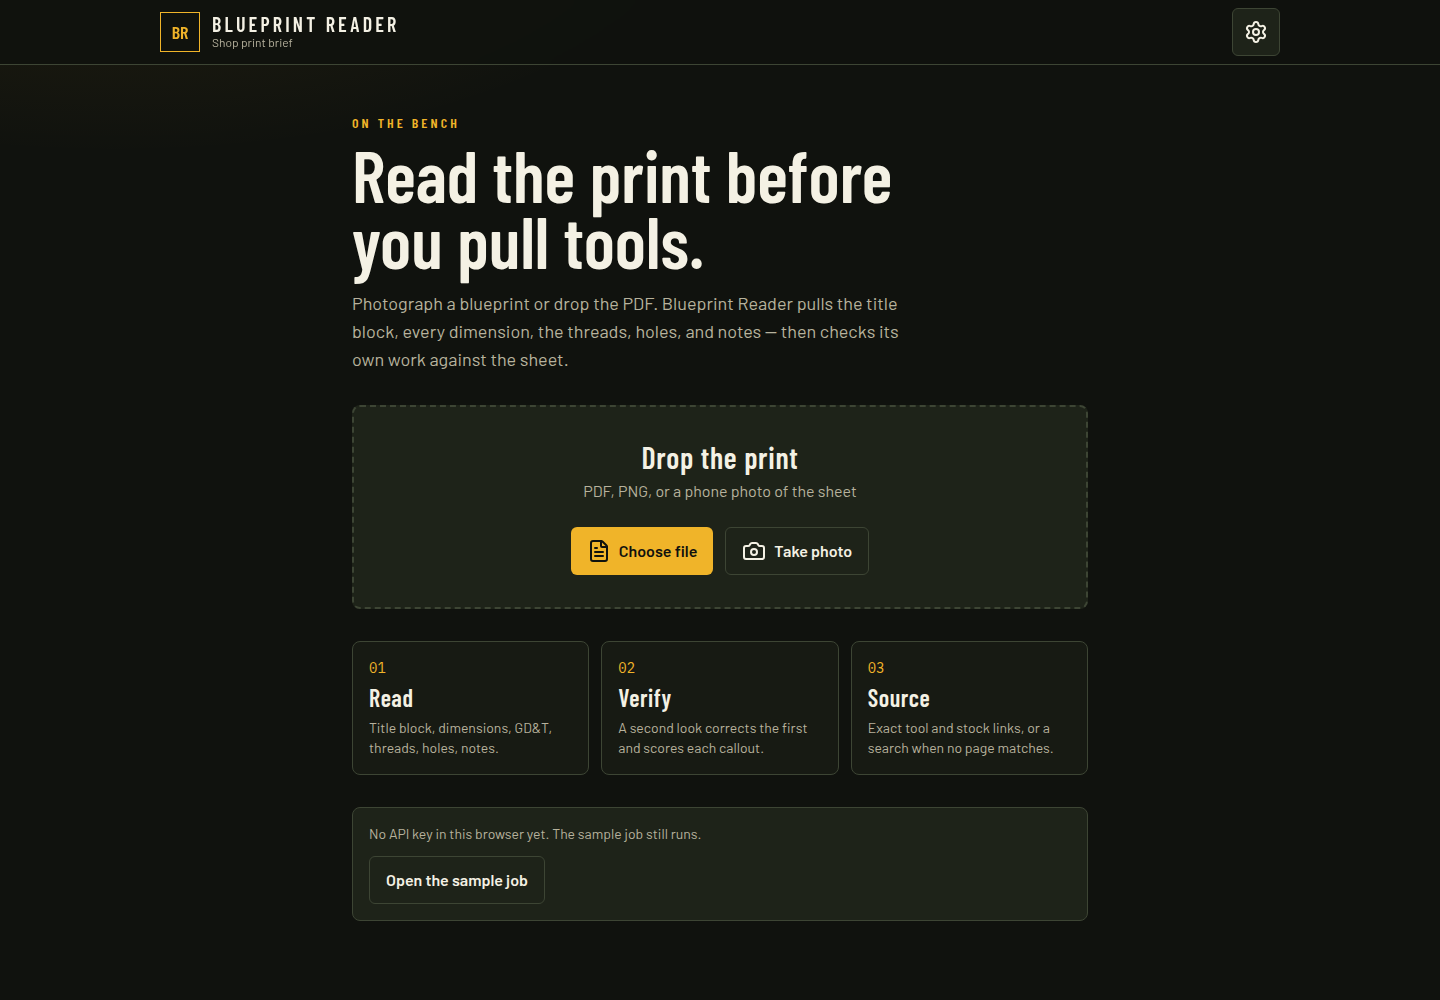 BR
BLUEPRINT READER
Shop print brief
ON THE BENCH
Read the print before
you pull tools.
Photograph a blueprint or drop the PDF. Blueprint Reader pulls the title
block, every dimension, the threads, holes, and notes — then checks its
own work against the sheet.
Drop the print
PDF, PNG, or a phone photo of the sheet
Choose file
Take photo
01
Read
Title block, dimensions, GD&T,
threads, holes, notes.
02
Verify
A second look corrects the first
and scores each callout.
03
Source
Exact tool and stock links, or a
search when no page matches.
No API key in this browser yet. The sample job still runs.
Open the sample job